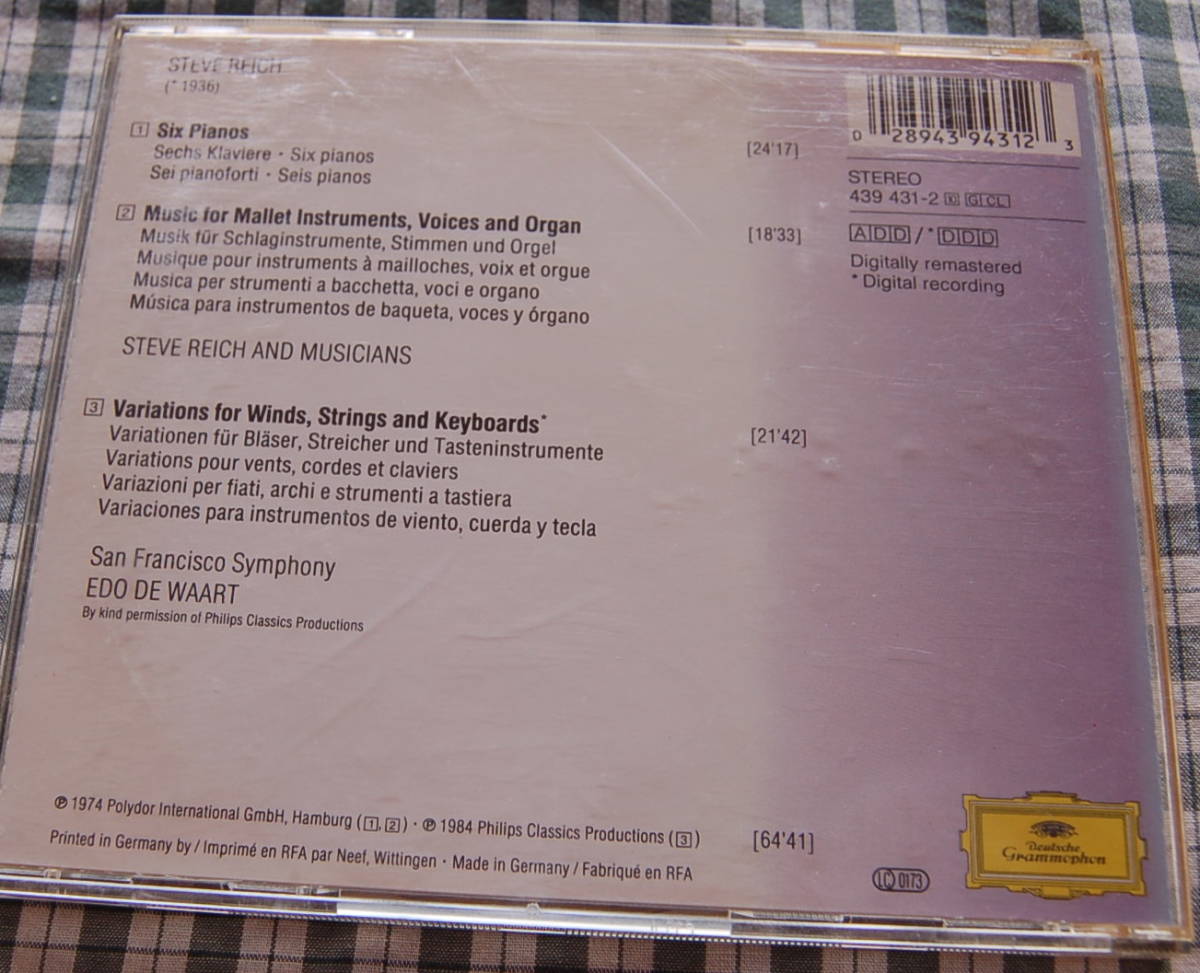 STEVE REICH
(*1936)
1 Six Pianos
Sechs Klaviere · Six pianos
Sei pianoforti · Seis pianos
[24'17]
2 Music for Mallet Instruments, Voices and Organ
Musik für Schlaginstrumente, Stimmen und Orgel
Musique pour instruments à mailloches, voix et orgue
Musica per strumenti a bacchetta, voci e organo
Música para instrumentos de baqueta, voces y órgano
[18'33]
STEVE REICH AND MUSICIANS
3 Variations for Winds, Strings and Keyboards*
Variationen für Bläser, Streicher und Tasteninstrumente
Variations pour vents, cordes et claviers
Variazioni per fiati, archi e strumenti a tastiera
Variaciones para instrumentos de viento, cuerda y tecla
[21'42]
San Francisco Symphony
EDO DE WAART
By kind permission of Philips Classics Productions
D 28943 94312 3
STEREO
439 431-2 10 GL CL
ADD / *DDD
Digitally remastered
* Digital recording
℗ 1974 Polydor International GmbH, Hamburg (1, 2) · ℗ 1984 Philips Classics Productions (3)
[64'41]
Printed in Germany by / Imprimé en RFA par Neef, Wittingen · Made in Germany / Fabriqué en RFA
LC 0173
Deutsche
Grammophon